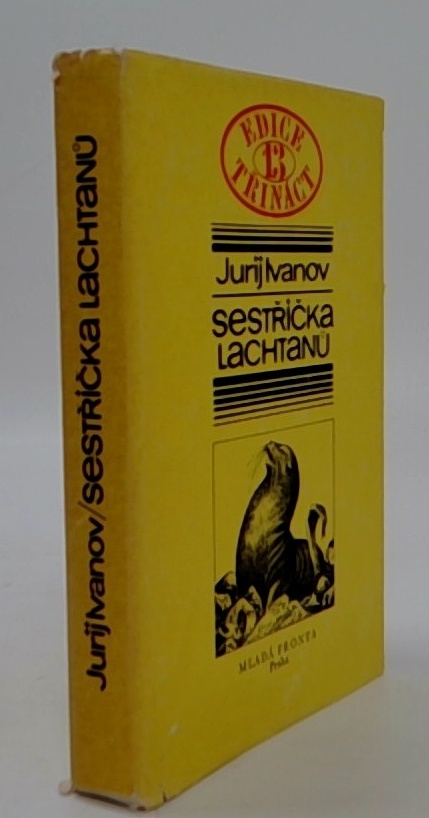 Jurij Ivanov/sestřička lachtanů
EDICE
13
TŘINÁCT
Jurij Ivanov
sestřička
lachtanů
MLADÁ FRONTA
Praha